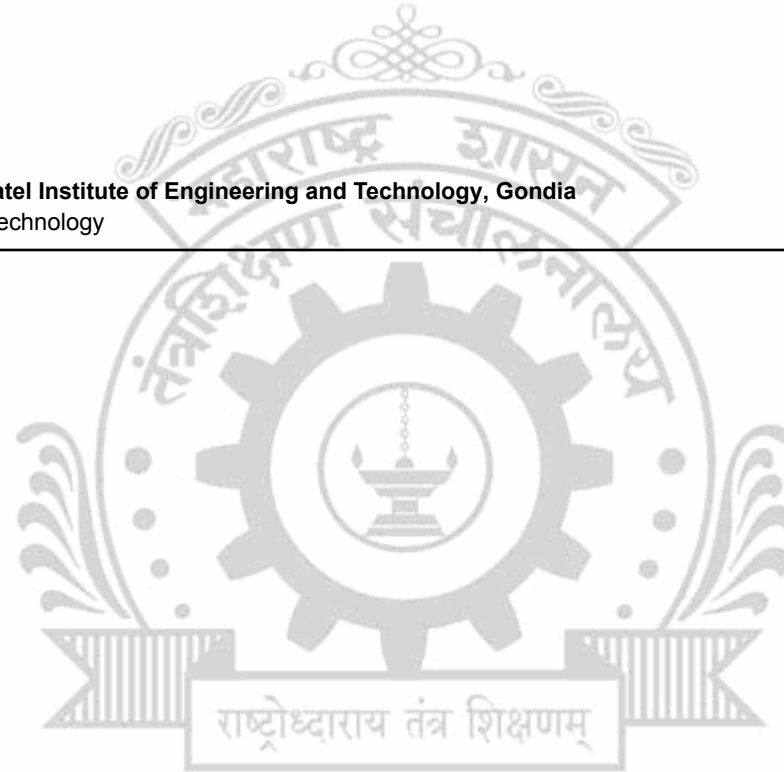 महाराष्ट्र शासन
atel Institute of Engineering and Technology, Gondia
echnology
तंत्रशिक्षण संचालनालय
राष्ट्रोध्दाराय तंत्र शिक्षणम्